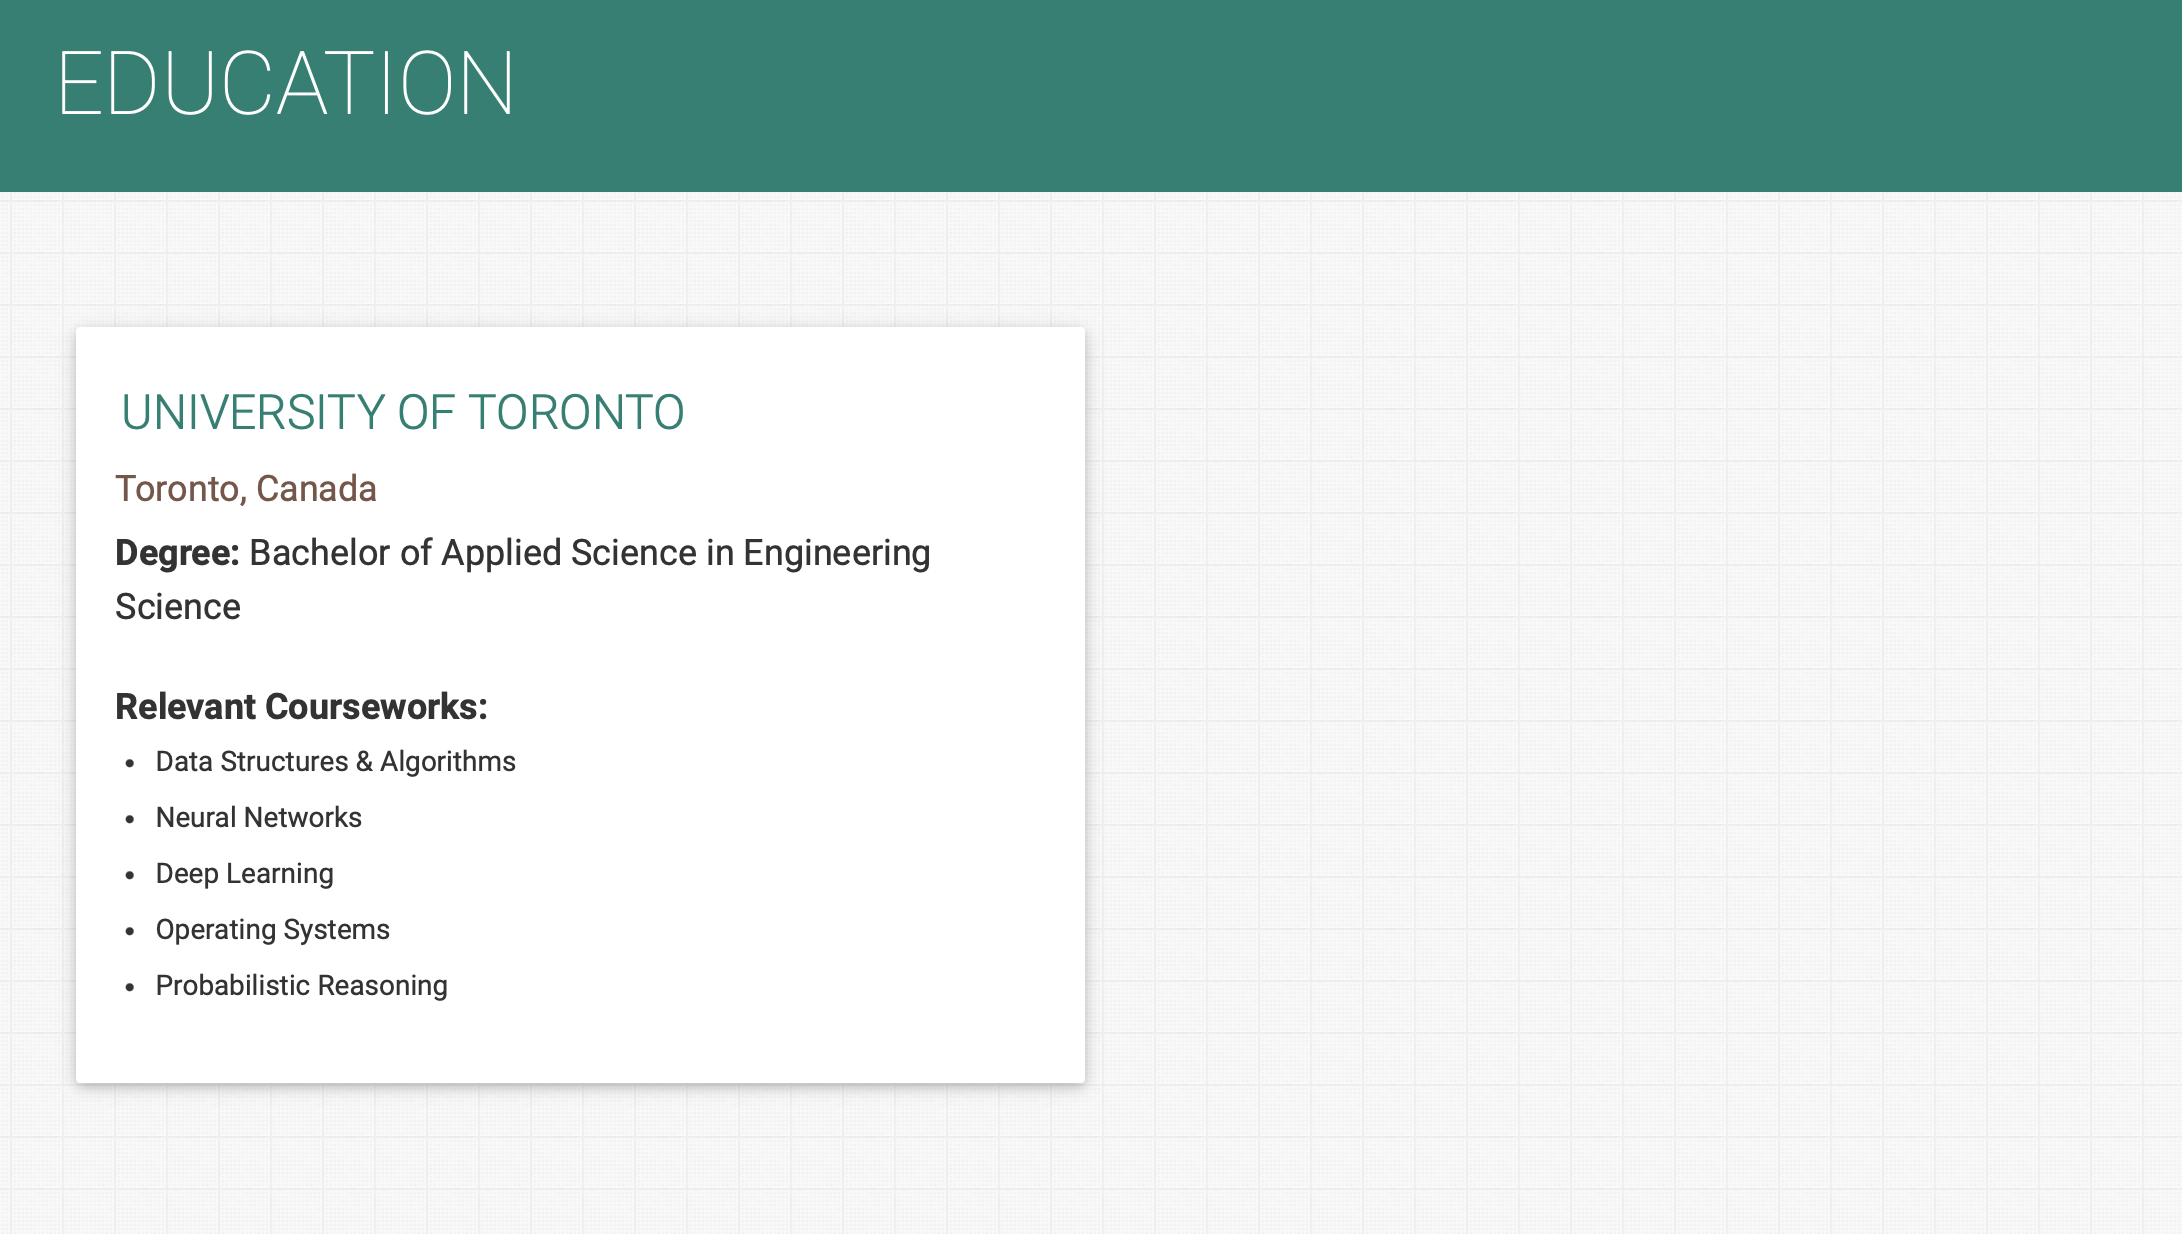 EDUCATION
UNIVERSITY OF TORONTO
Toronto, Canada
Degree: Bachelor of Applied Science in Engineering
Science
Relevant Courseworks:
• Data Structures & Algorithms
• Neural Networks
• Deep Learning
• Operating Systems
• Probabilistic Reasoning